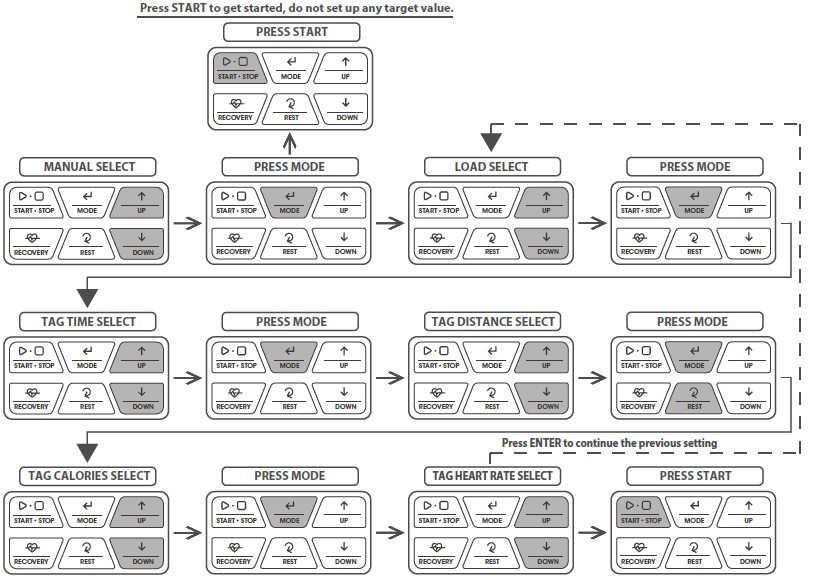 Press START to get started, do not set up any target value.
PRESS START
START • STOP MODE UP
RECOVERY REST DOWN
MANUAL SELECT PRESS MODE LOAD SELECT PRESS MODE
START • STOP MODE UP START • STOP MODE UP START • STOP MODE UP START • STOP MODE UP
RECOVERY REST DOWN RECOVERY REST DOWN RECOVERY REST DOWN RECOVERY REST DOWN
TAG TIME SELECT PRESS MODE TAG DISTANCE SELECT PRESS MODE
START • STOP MODE UP START • STOP MODE UP START • STOP MODE UP START • STOP MODE UP
RECOVERY REST DOWN RECOVERY REST DOWN RECOVERY REST DOWN RECOVERY REST DOWN
Press ENTER to continue the previous setting
TAG CALORIES SELECT PRESS MODE TAG HEART RATE SELECT PRESS START
START • STOP MODE UP START • STOP MODE UP START • STOP MODE UP START • STOP MODE UP
RECOVERY REST DOWN RECOVERY REST DOWN RECOVERY REST DOWN RECOVERY REST DOWN